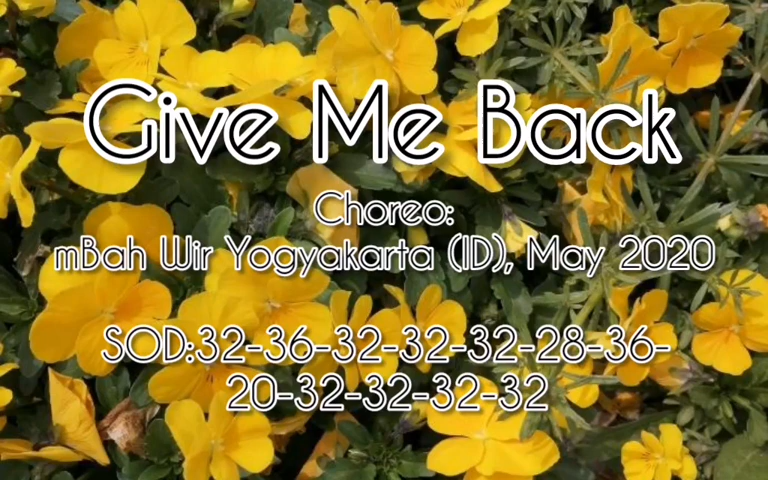 Give Me Back
Choreo:
mBah Wir Yogyakarta (ID), May 2020
SOD:32-36-32-32-32-28-36-
20-32-32-32-32